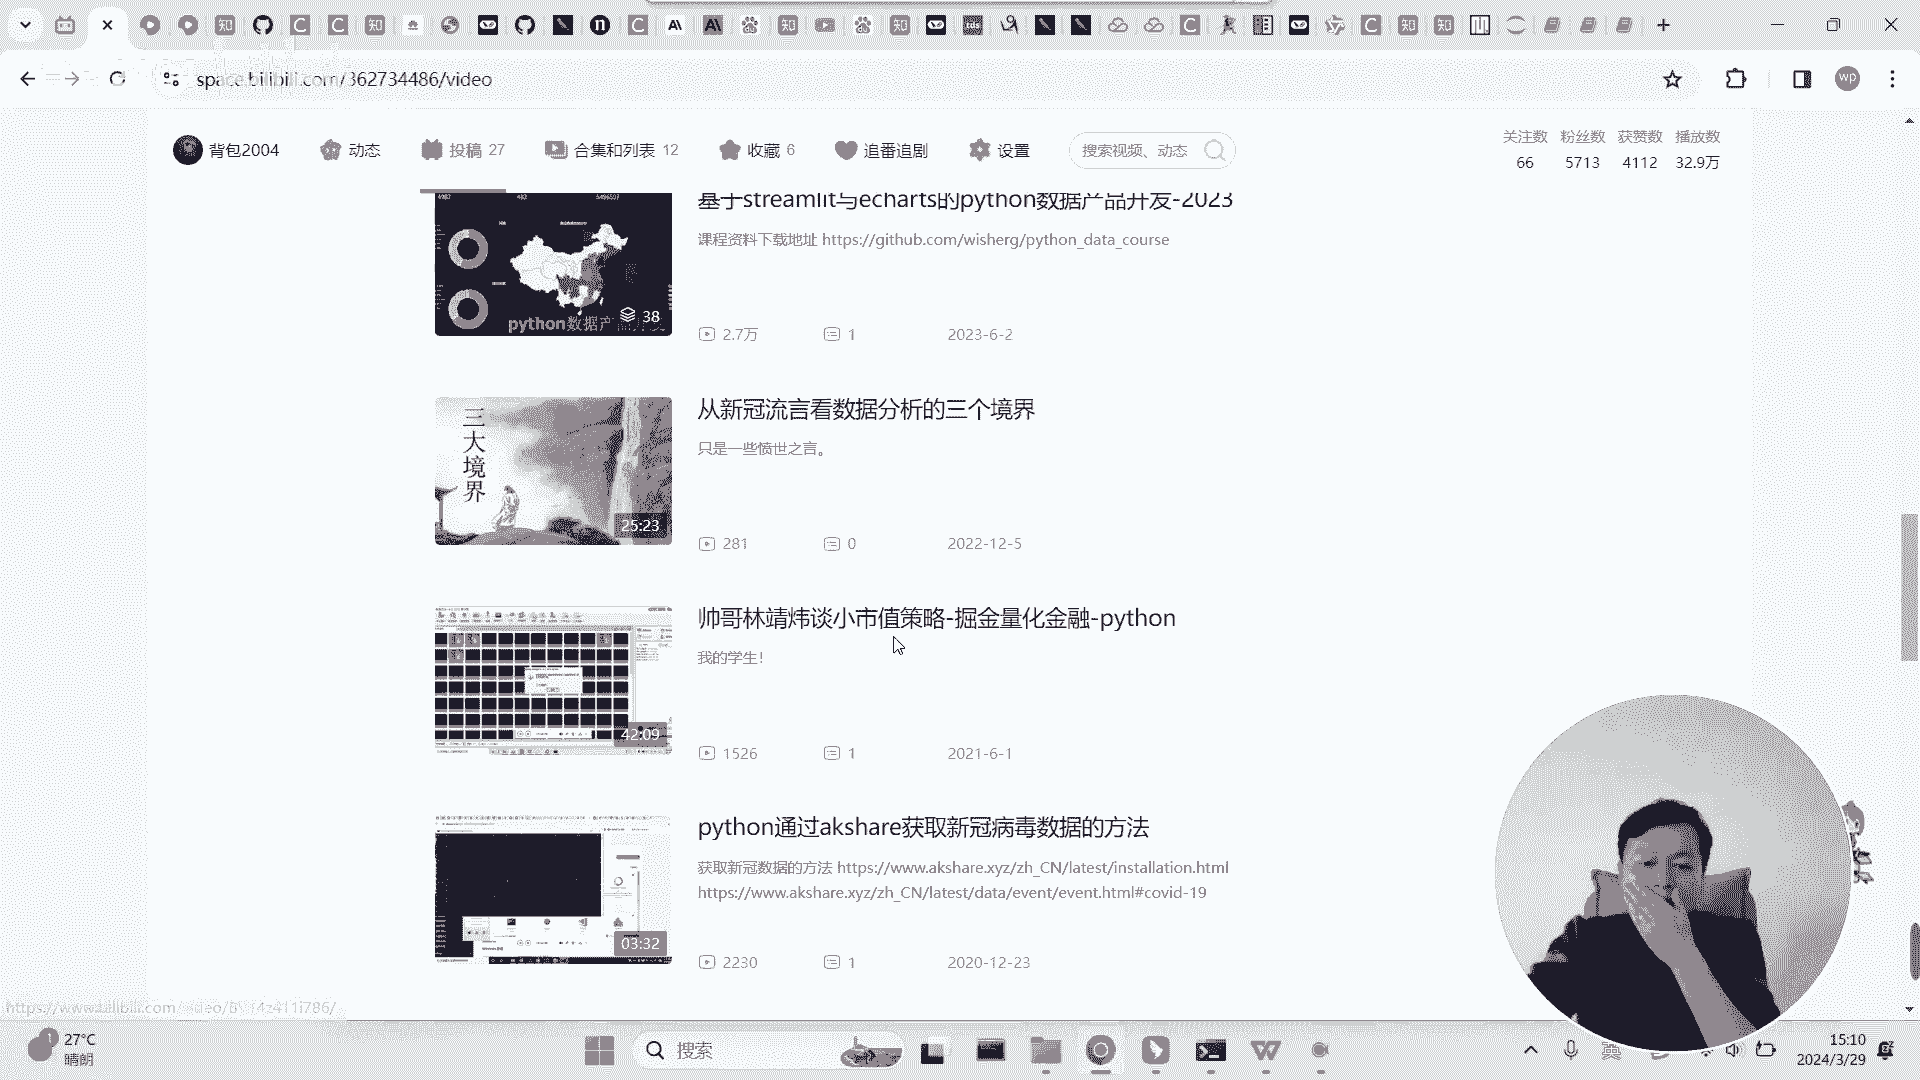 space.bilibili.com/362734486/video
背包2004 动态 投稿 27 合集和列表 12 收藏 6 追番追剧 设置 搜索视频、动态
关注数 粉丝数 获赞数 播放数
66 5713 4112 32.9万
基于streamlit与echarts的python数据产品开发-2023
课程资料下载地址 https://github.com/wisherg/python_data_course
python数据产
38
2.7万 1 2023-6-2
从新冠流言看数据分析的三个境界
只是一些愤世之言。
三大境界
25:23
281 0 2022-12-5
帅哥林靖炜谈小市值策略-掘金量化金融-python
我的学生！
42:09
1526 1 2021-6-1
python通过akshare获取新冠病毒数据的方法
获取新冠数据的方法 https://www.akshare.xyz/zh_CN/latest/installation.html
https://www.akshare.xyz/zh_CN/latest/data/event/event.html#covid-19
03:32
2230 1 2020-12-23
27°C
晴朗
搜索
英
15:10
2024/3/29